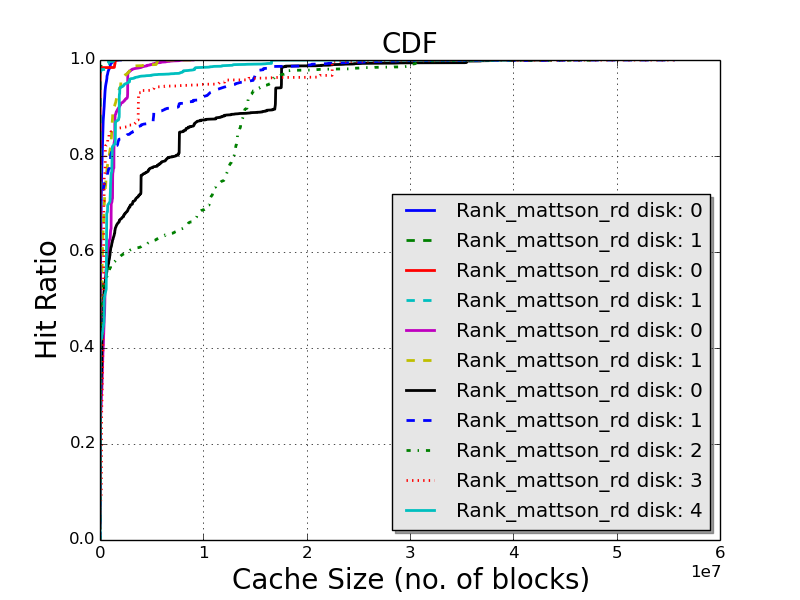 CDF
1.0
0.8
0.6
0.4
0.2
0.0
Hit Ratio
Rank_mattson_rd disk: 0
Rank_mattson_rd disk: 1
Rank_mattson_rd disk: 0
Rank_mattson_rd disk: 1
Rank_mattson_rd disk: 0
Rank_mattson_rd disk: 1
Rank_mattson_rd disk: 0
Rank_mattson_rd disk: 1
Rank_mattson_rd disk: 2
Rank_mattson_rd disk: 3
Rank_mattson_rd disk: 4
0 1 2 3 4 5 6
1e7
Cache Size (no. of blocks)